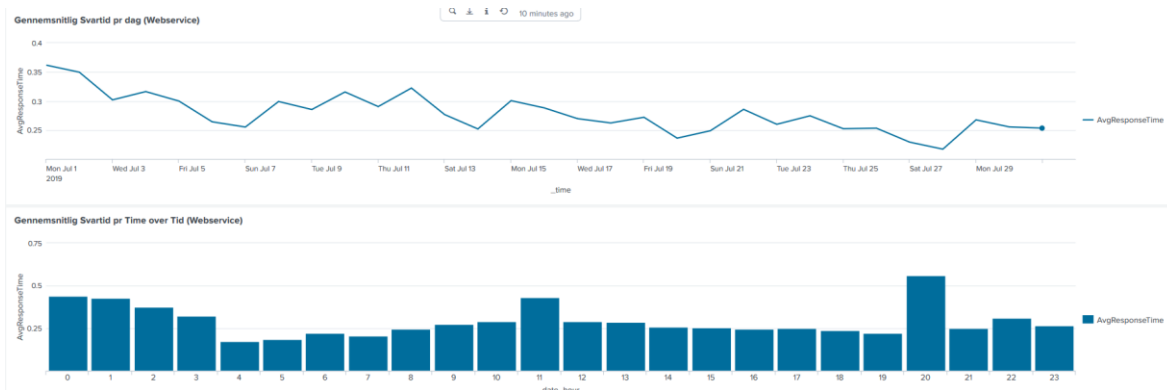 10 minutes ago
Gennemsnitlig Svartid pr dag (Webservice)
0.4
0.35
0.3
0.25
AvgResponseTime
Mon Jul 1 Wed Jul 3 Fri Jul 5 Sun Jul 7 Tue Jul 9 Thu Jul 11 Sat Jul 13 Mon Jul 15 Wed Jul 17 Fri Jul 19 Sun Jul 21 Tue Jul 23 Thu Jul 25 Sat Jul 27 Mon Jul 29
2019
_time
AvgResponseTime
Gennemsnitlig Svartid pr Time over Tid (Webservice)
0.75
0.5
0.25
AvgResponseTime
0 1 2 3 4 5 6 7 8 9 10 11 12 13 14 15 16 17 18 19 20 21 22 23
date_hour
AvgResponseTime